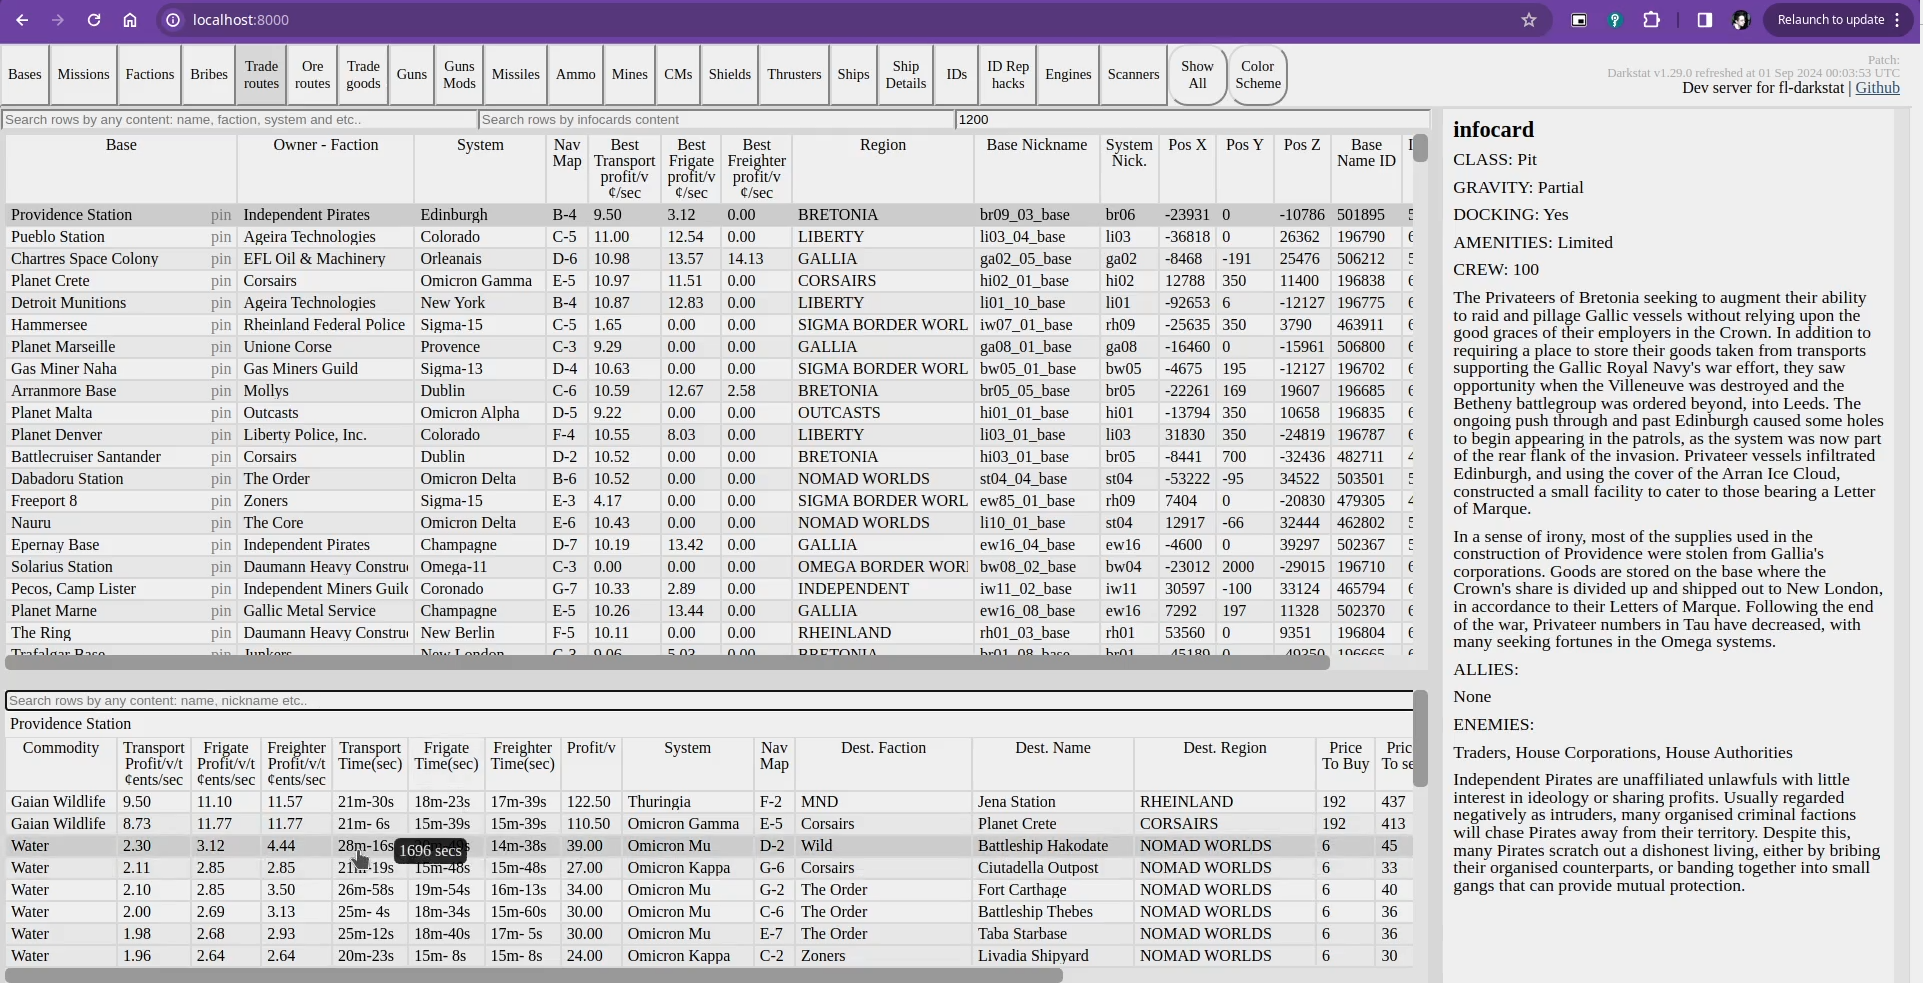 localhost:8000
Relaunch to update
Bases
Missions
Factions
Bribes
Trade routes
Ore routes
Trade goods
Guns
Guns Mods
Missiles
Ammo
Mines
CMs
Shields
Thrusters
Ships
Ship Details
IDs
ID Rep hacks
Engines
Scanners
Show All
Color Scheme
Patch:
Darkstat v1.29.0 refreshed at 01 Sep 2024 00:03:53 UTC
Dev server for fl-darkstat | Github
Search rows by any content: name, faction, system and etc..
Search rows by infocards content
1200
Base Owner - Faction System Nav Map Best Transport profit/v ¢/sec Best Frigate profit/v ¢/sec Best Freighter profit/v ¢/sec Region Base Nickname System Nick. Pos X Pos Y Pos Z Base Name ID
Providence Station pin Independent Pirates Edinburgh B-4 9.50 3.12 0.00 BRETONIA br09_03_base br06 -23931 0 -10786 501895
Pueblo Station pin Ageira Technologies Colorado C-5 11.00 12.54 0.00 LIBERTY li03_04_base li03 -36818 0 26362 196790
Chartres Space Colony pin EFL Oil & Machinery Orleanais D-6 10.98 13.57 14.13 GALLIA ga02_05_base ga02 -8468 -191 25476 506212
Planet Crete pin Corsairs Omicron Gamma E-5 10.97 11.51 0.00 CORSAIRS hi02_01_base hi02 12788 350 11400 196838
Detroit Munitions pin Ageira Technologies New York B-4 10.87 12.83 0.00 LIBERTY li01_10_base li01 -92653 6 -12127 196775
Hammersee pin Rheinland Federal Police Sigma-15 C-5 1.65 0.00 0.00 SIGMA BORDER WORL iw07_01_base rh09 -25635 350 3790 463911
Planet Marseille pin Unione Corse Provence C-3 9.29 0.00 0.00 GALLIA ga08_01_base ga08 -16460 0 -15961 506800
Gas Miner Naha pin Gas Miners Guild Sigma-13 D-4 10.63 0.00 0.00 SIGMA BORDER WORL bw05_01_base bw05 -4675 195 -12127 196702
Arranmore Base pin Mollys Dublin C-6 10.59 12.67 2.58 BRETONIA br05_05_base br05 -22261 169 19607 196685
Planet Malta pin Outcasts Omicron Alpha D-5 9.22 0.00 0.00 OUTCASTS hi01_01_base hi01 -13794 350 10658 196835
Planet Denver pin Liberty Police, Inc. Colorado F-4 10.55 8.03 0.00 LIBERTY li03_01_base li03 31830 350 -24819 196787
Battlecruiser Santander pin Corsairs Dublin D-2 10.52 0.00 0.00 BRETONIA hi03_01_base br05 -8441 700 -32436 482711
Dabadoru Station pin The Order Omicron Delta B-6 10.52 0.00 0.00 NOMAD WORLDS st04_04_base st04 -53222 -95 34522 503501
Freeport 8 pin Zoners Sigma-15 E-3 4.17 0.00 0.00 SIGMA BORDER WORL ew85_01_base rh09 7404 0 -20830 479305
Nauru pin The Core Omicron Delta E-6 10.43 0.00 0.00 NOMAD WORLDS li10_01_base st04 12917 -66 32444 462802
Epernay Base pin Independent Pirates Champagne D-7 10.19 13.42 0.00 GALLIA ew16_04_base ew16 -4600 0 39297 502367
Solarius Station pin Daumann Heavy Constru Omega-11 C-3 0.00 0.00 0.00 OMEGA BORDER WOR bw08_02_base bw04 -23012 2000 -29015 196710
Pecos, Camp Lister pin Independent Miners Guild Coronado G-7 10.33 2.89 0.00 INDEPENDENT iw11_02_base iw11 30597 -100 33124 465794
Planet Marne pin Gallic Metal Service Champagne E-5 10.26 13.44 0.00 GALLIA ew16_08_base ew16 7292 197 11328 502370
The Ring pin Daumann Heavy Constru New Berlin F-5 10.11 0.00 0.00 RHEINLAND rh01_03_base rh01 53560 0 9351 196804
Trafalgar Base pin Junkers New London C-3 9.06 5.03 0.00 BRETONIA br01_08_base br01 -45189 0 -49350 196665
Search rows by any content: name, nickname etc..
Providence Station
Commodity Transport Profit/v/t ¢ents/sec Frigate Profit/v/t ¢ents/sec Freighter Profit/v/t ¢ents/sec Transport Time(sec) Frigate Time(sec) Freighter Time(sec) Profit/v System Nav Map Dest. Faction Dest. Name Dest. Region Price To Buy Pric To se
Gaian Wildlife 9.50 11.10 11.57 21m-30s 18m-23s 17m-39s 122.50 Thuringia F-2 MND Jena Station RHEINLAND 192 437
Gaian Wildlife 8.73 11.77 11.77 21m- 6s 15m-39s 15m-39s 110.50 Omicron Gamma E-5 Corsairs Planet Crete CORSAIRS 192 413
Water 2.30 3.12 4.44 28m-16s 1696 secs 14m-38s 39.00 Omicron Mu D-2 Wild Battleship Hakodate NOMAD WORLDS 6 45
Water 2.11 2.85 2.85 21m-19s 15m-48s 15m-48s 27.00 Omicron Kappa G-6 Corsairs Ciutadella Outpost NOMAD WORLDS 6 33
Water 2.10 2.85 3.50 26m-58s 19m-54s 16m-13s 34.00 Omicron Mu G-2 The Order Fort Carthage NOMAD WORLDS 6 40
Water 2.00 2.69 3.13 25m- 4s 18m-34s 15m-60s 30.00 Omicron Mu C-6 The Order Battleship Thebes NOMAD WORLDS 6 36
Water 1.98 2.68 2.93 25m-12s 18m-40s 17m- 5s 30.00 Omicron Mu E-7 The Order Taba Starbase NOMAD WORLDS 6 36
Water 1.96 2.64 2.64 20m-23s 15m- 8s 15m- 8s 24.00 Omicron Kappa C-2 Zoners Livadia Shipyard NOMAD WORLDS 6 30
infocard
CLASS: Pit
GRAVITY: Partial
DOCKING: Yes
AMENITIES: Limited
CREW: 100
The Privateers of Bretonia seeking to augment their ability
to raid and pillage Gallic vessels without relying upon the
good graces of their employers in the Crown. In addition to
requiring a place to store their goods taken from transports
supporting the Gallic Royal Navy's war effort, they saw
opportunity when the Villeneuve was destroyed and the
Betheny battlegroup was ordered beyond, into Leeds. The
ongoing push through and past Edinburgh caused some holes
to begin appearing in the patrols, as the system was now part
of the rear flank of the invasion. Privateer vessels infiltrated
Edinburgh, and using the cover of the Arran Ice Cloud,
constructed a small facility to cater to those bearing a Letter
of Marque.
In a sense of irony, most of the supplies used in the
construction of Providence were stolen from Gallia's
corporations. Goods are stored on the base where the
Crown's share is divided up and shipped out to New London,
in accordance to their Letters of Marque. Following the end
of the war, Privateer numbers in Tau have decreased, with
many seeking fortunes in the Omega systems.
ALLIES:
None
ENEMIES:
Traders, House Corporations, House Authorities
Independent Pirates are unaffiliated unlawfuls with little
interest in ideology or sharing profits. Usually regarded
negatively as intruders, many organised criminal factions
will chase Pirates away from their territory. Despite this,
many Pirates scratch out a dishonest living, either by bribing
their organised counterparts, or banding together into small
gangs that can provide mutual protection.